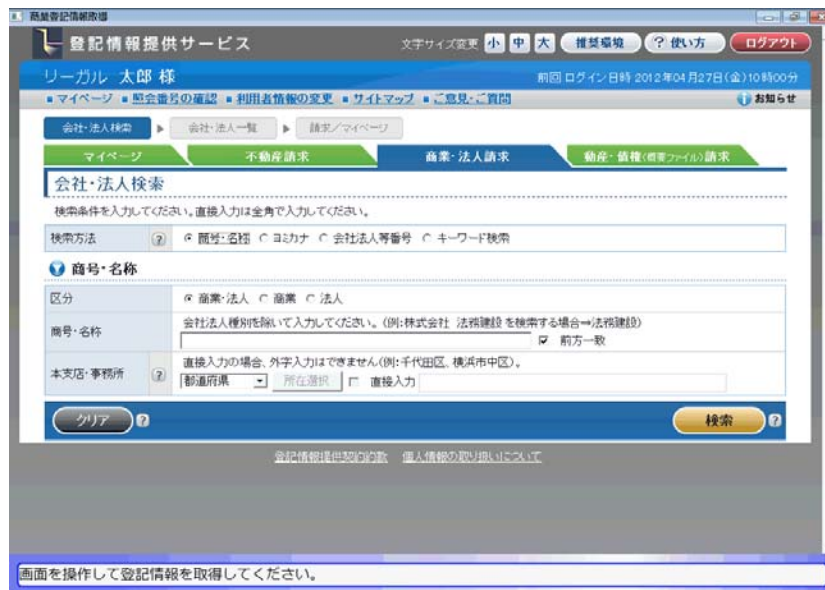 商業登記情報取得
登記情報提供サービス
文字サイズ変更 小 中 大 推奨環境 ? 使い方 ログアウト
リーガル 太郎 様
前回ログイン日時 2012年04月27日(金)10時00分
マイページ 照会番号の確認 利用者情報の変更 サイトマップ ご意見・ご質問 お知らせ
会社・法人検索 会社・法人一覧 請求/マイページ
マイページ 不動産請求 商業・法人請求 動産・債権(概要ファイル)請求
会社・法人検索
検索条件を入力してください。直接入力は全角で入力してください。
検索方法 ? 商号・名称 ヨミカナ 会社法人等番号 キーワード検索
商号・名称
区分 商業・法人 商業 法人
会社法人種別を除いて入力してください。(例:株式会社 法務建設 を検索する場合⇒法務建設)
商号・名称 前方一致
直接入力の場合、外字入力はできません(例:千代田区、横浜市中区)。
本支店・事務所 ? 都道府県 所在選択 直接入力
クリア ? 検索 ?
登記情報提供契約約款 個人情報の取り扱いについて
画面を操作して登記情報を取得してください。